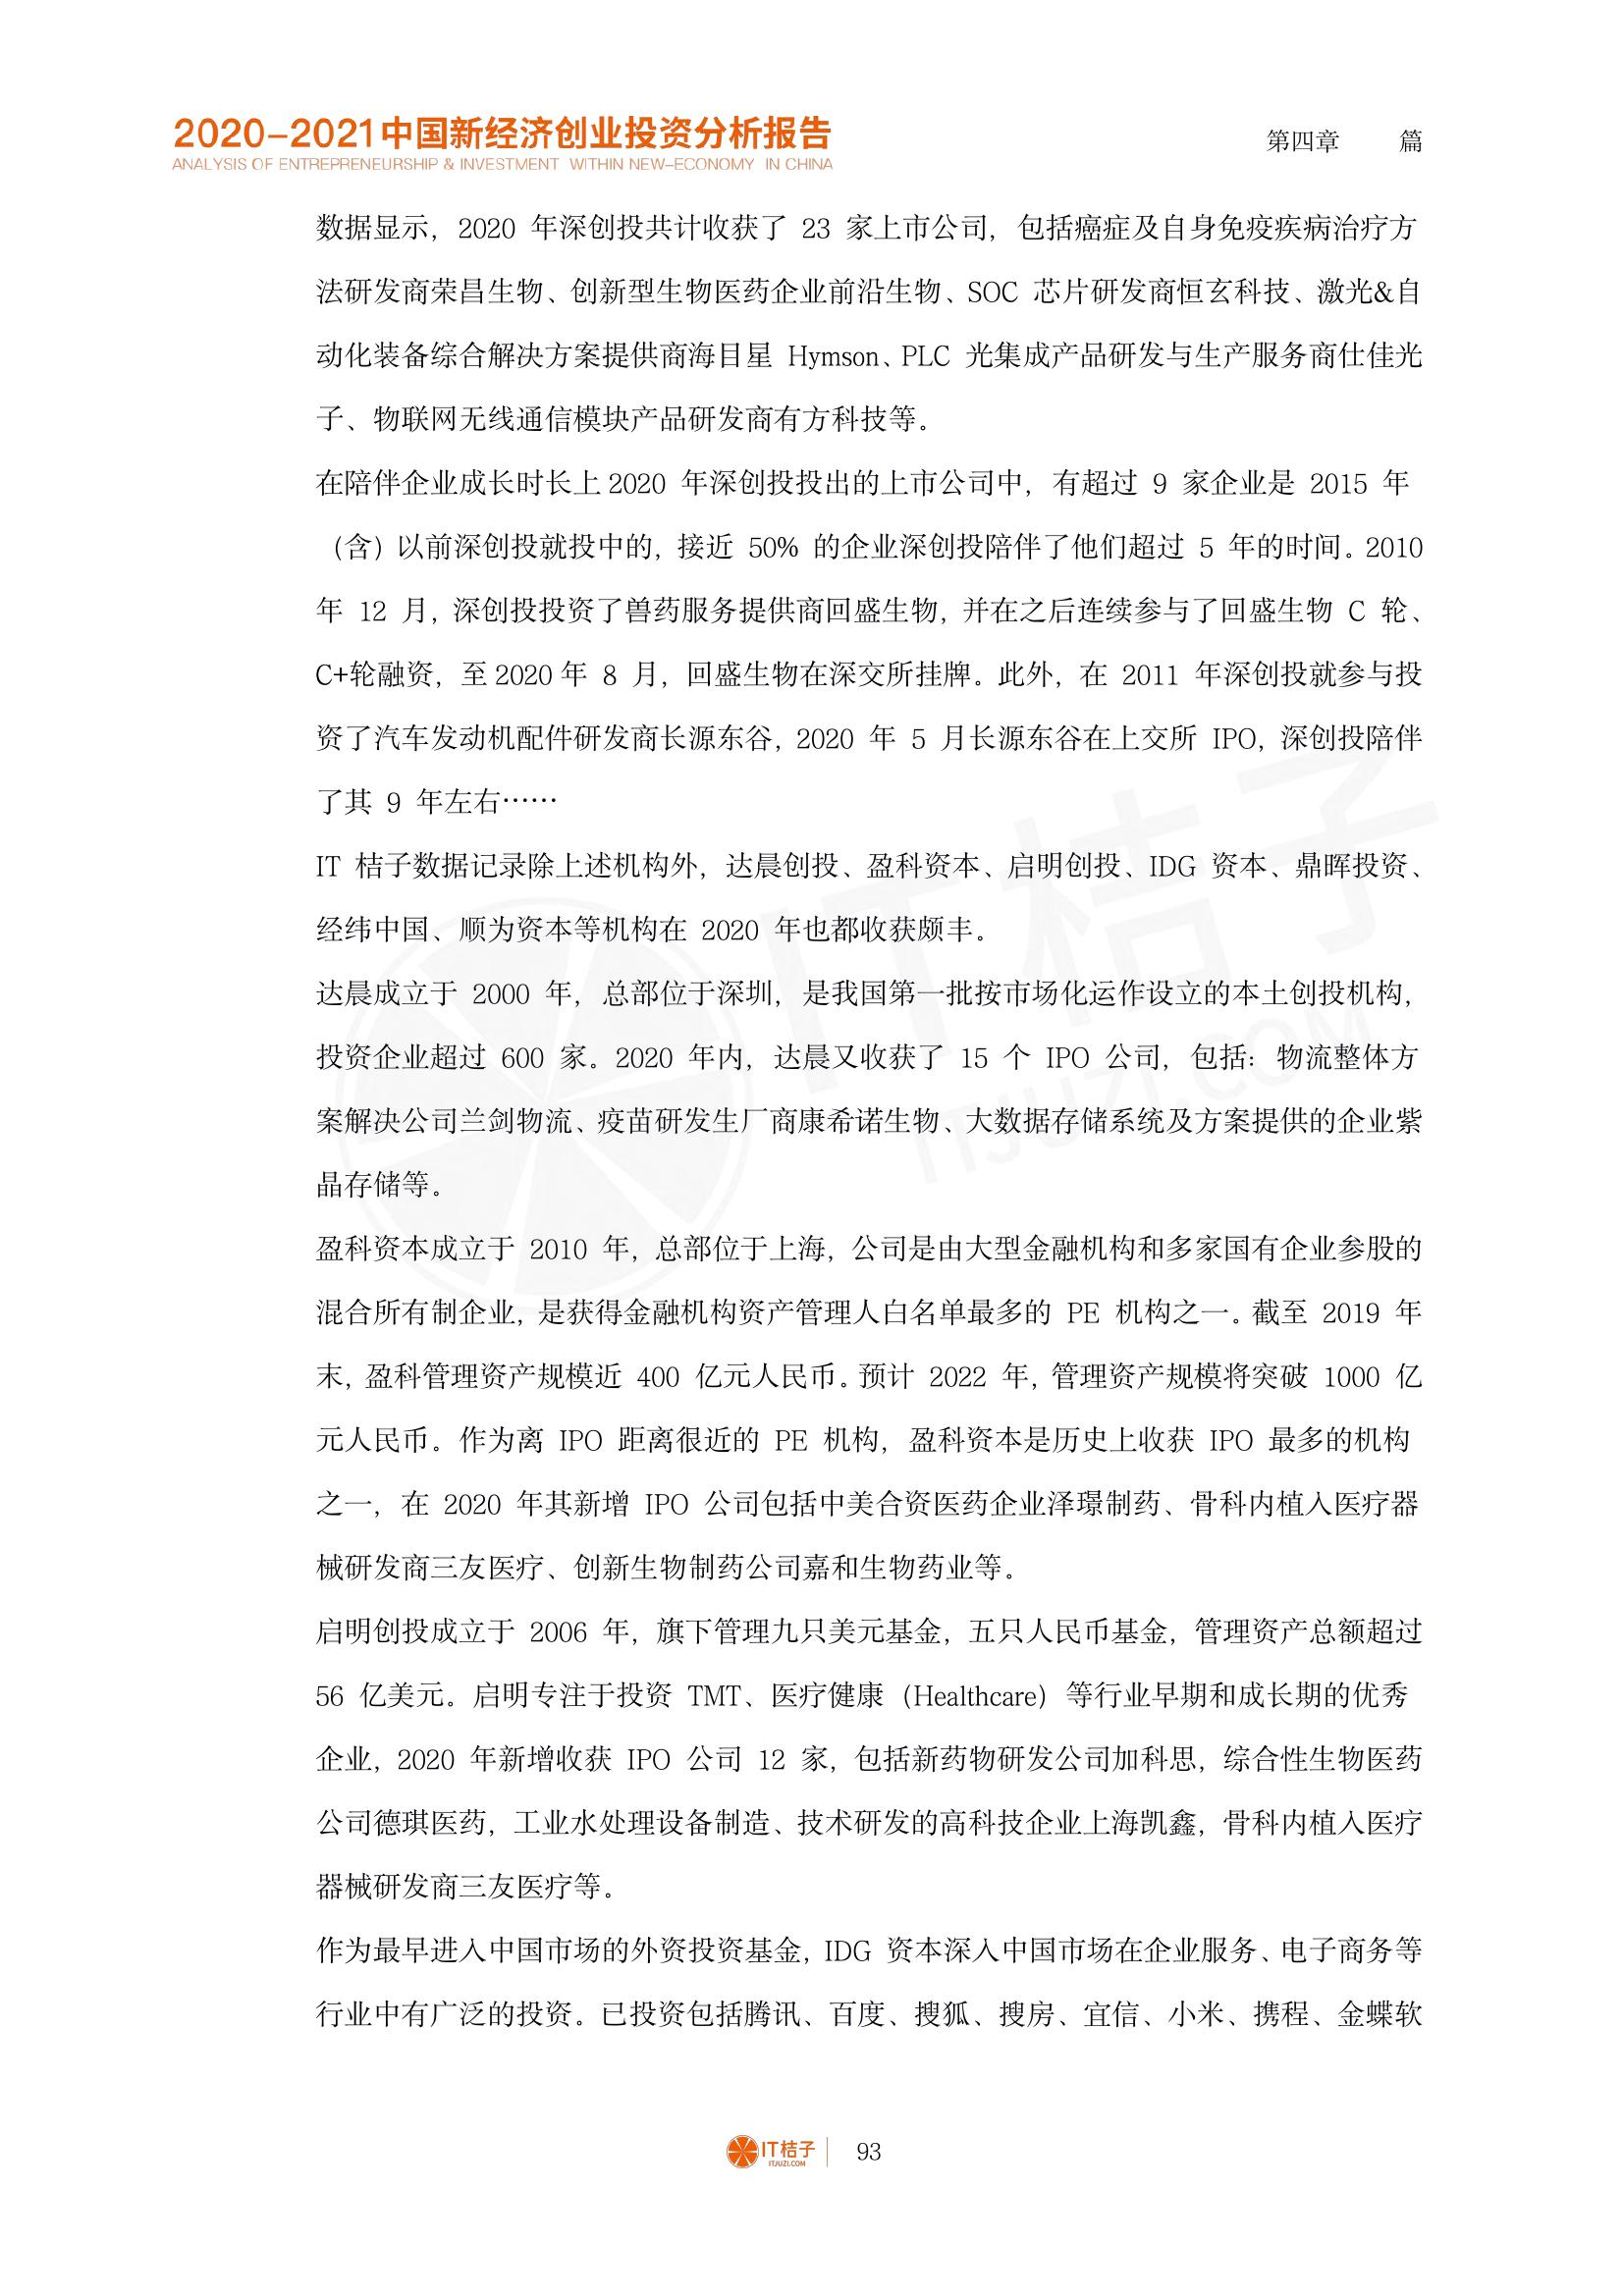 2020-2021中国新经济创业投资分析报告
ANALYSIS OF ENTREPRENEURSHIP & INVESTMENT WITHIN NEW-ECONOMY IN CHINA
第四章 篇
数据显示，2020 年深创投共计收获了 23 家上市公司，包括癌症及自身免疫疾病治疗方
法研发商荣昌生物、创新型生物医药企业前沿生物、SOC 芯片研发商恒玄科技、激光&自
动化装备综合解决方案提供商海目星 Hymson、PLC 光集成产品研发与生产服务商仕佳光
子、物联网无线通信模块产品研发商有方科技等。
在陪伴企业成长时长上2020 年深创投投出的上市公司中，有超过 9 家企业是 2015 年
（含）以前深创投就投中的，接近 50% 的企业深创投陪伴了他们超过 5 年的时间。2010
年 12 月，深创投投资了兽药服务提供商回盛生物，并在之后连续参与了回盛生物 C 轮、
C+轮融资，至2020年 8 月，回盛生物在深交所挂牌。此外，在 2011 年深创投就参与投
资了汽车发动机配件研发商长源东谷，2020 年 5 月长源东谷在上交所 IPO，深创投陪伴
了其 9 年左右……
IT 桔子数据记录除上述机构外，达晨创投、盈科资本、启明创投、IDG 资本、鼎晖投资、
经纬中国、顺为资本等机构在 2020 年也都收获颇丰。
达晨成立于 2000 年，总部位于深圳，是我国第一批按市场化运作设立的本土创投机构，
投资企业超过 600 家。2020 年内，达晨又收获了 15 个 IPO 公司，包括：物流整体方
案解决公司兰剑物流、疫苗研发生厂商康希诺生物、大数据存储系统及方案提供的企业紫
晶存储等。
盈科资本成立于 2010 年，总部位于上海，公司是由大型金融机构和多家国有企业参股的
混合所有制企业，是获得金融机构资产管理人白名单最多的 PE 机构之一。截至 2019 年
末，盈科管理资产规模近 400 亿元人民币。预计 2022 年，管理资产规模将突破 1000 亿
元人民币。作为离 IPO 距离很近的 PE 机构，盈科资本是历史上收获 IPO 最多的机构
之一，在 2020 年其新增 IPO 公司包括中美合资医药企业泽璟制药、骨科内植入医疗器
械研发商三友医疗、创新生物制药公司嘉和生物药业等。
启明创投成立于 2006 年，旗下管理九只美元基金，五只人民币基金，管理资产总额超过
56 亿美元。启明专注于投资 TMT、医疗健康（Healthcare）等行业早期和成长期的优秀
企业，2020 年新增收获 IPO 公司 12 家，包括新药物研发公司加科思，综合性生物医药
公司德琪医药，工业水处理设备制造、技术研发的高科技企业上海凯鑫，骨科内植入医疗
器械研发商三友医疗等。
作为最早进入中国市场的外资投资基金，IDG 资本深入中国市场在企业服务、电子商务等
行业中有广泛的投资。已投资包括腾讯、百度、搜狐、搜房、宜信、小米、携程、金蝶软
IT桔子
ITJUZI.COM
IT桔子
ITJUZI.COM
93